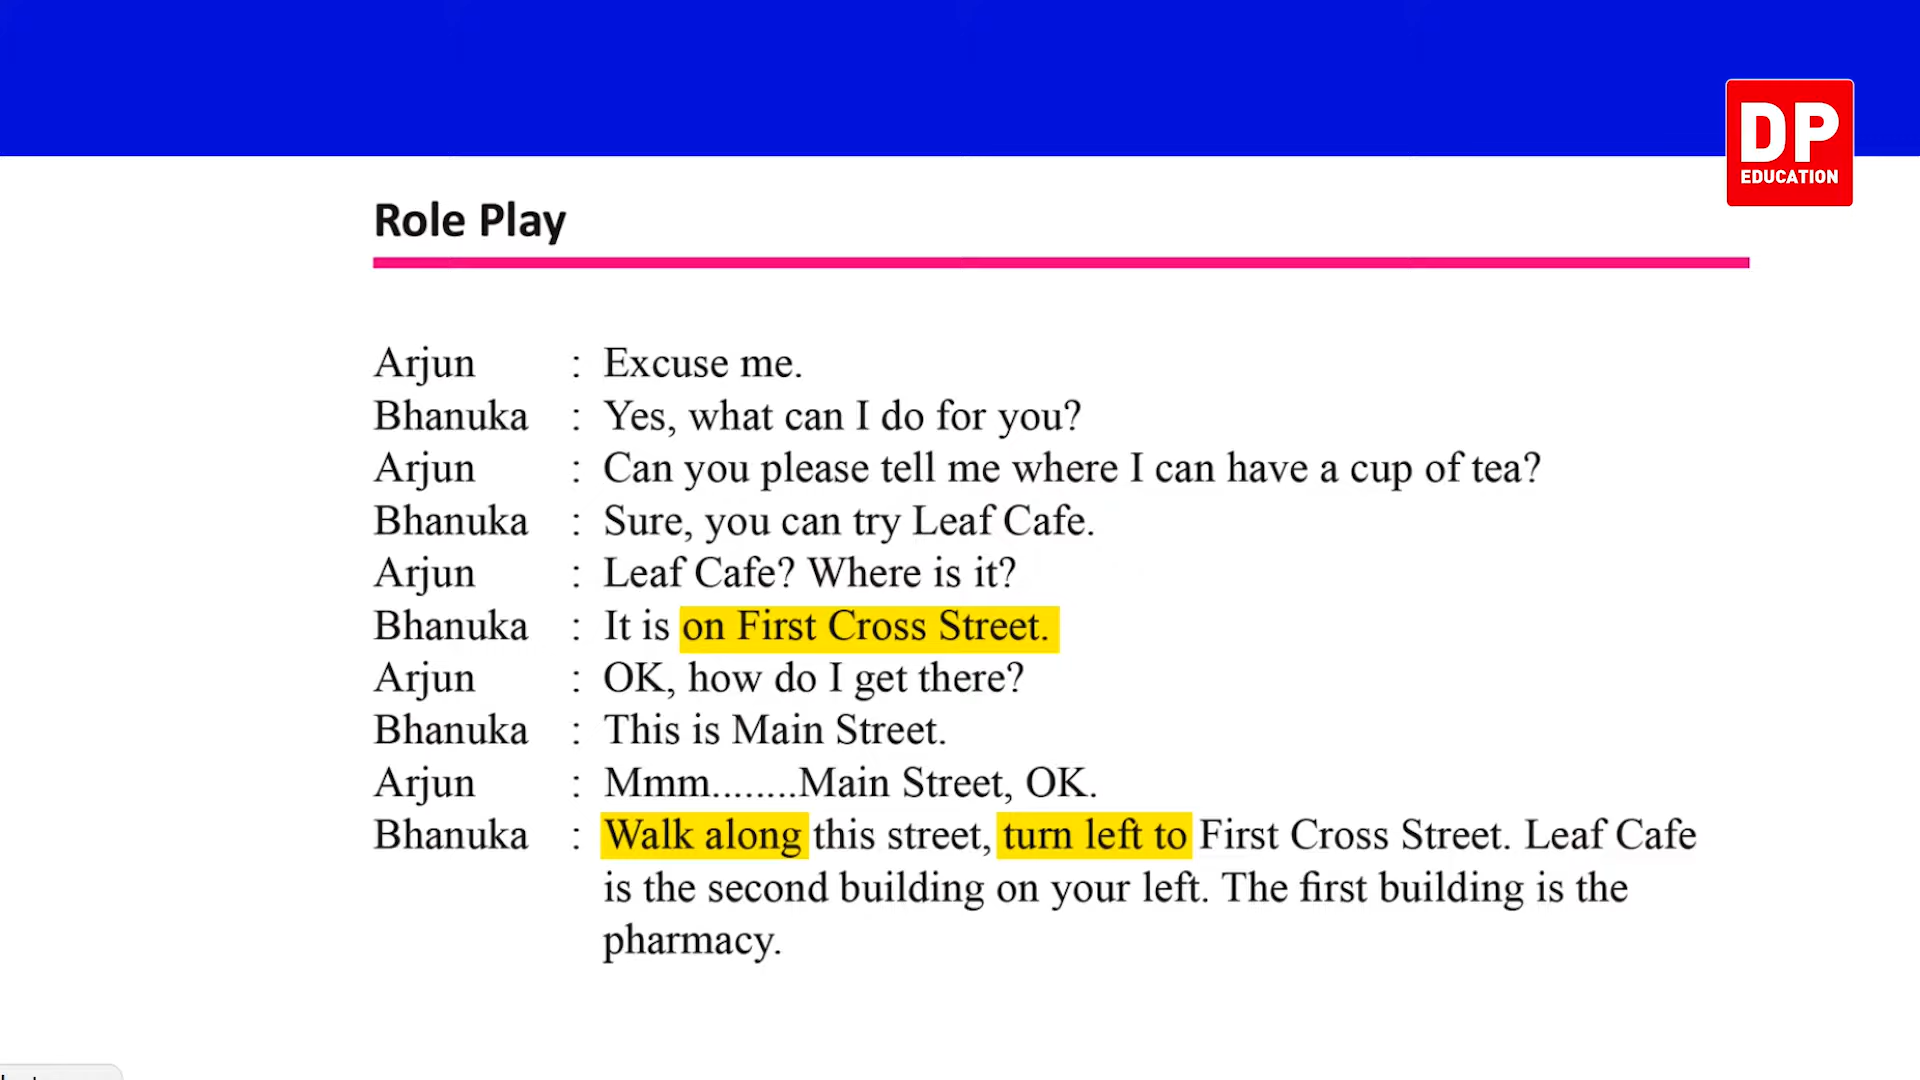 DP
EDUCATION
Role Play
Arjun : Excuse me.
Bhanuka : Yes, what can I do for you?
Arjun : Can you please tell me where I can have a cup of tea?
Bhanuka : Sure, you can try Leaf Cafe.
Arjun : Leaf Cafe? Where is it?
Bhanuka : It is on First Cross Street.
Arjun : OK, how do I get there?
Bhanuka : This is Main Street.
Arjun : Mmm........Main Street, OK.
Bhanuka : Walk along this street, turn left to First Cross Street. Leaf Cafe
is the second building on your left. The first building is the
pharmacy.